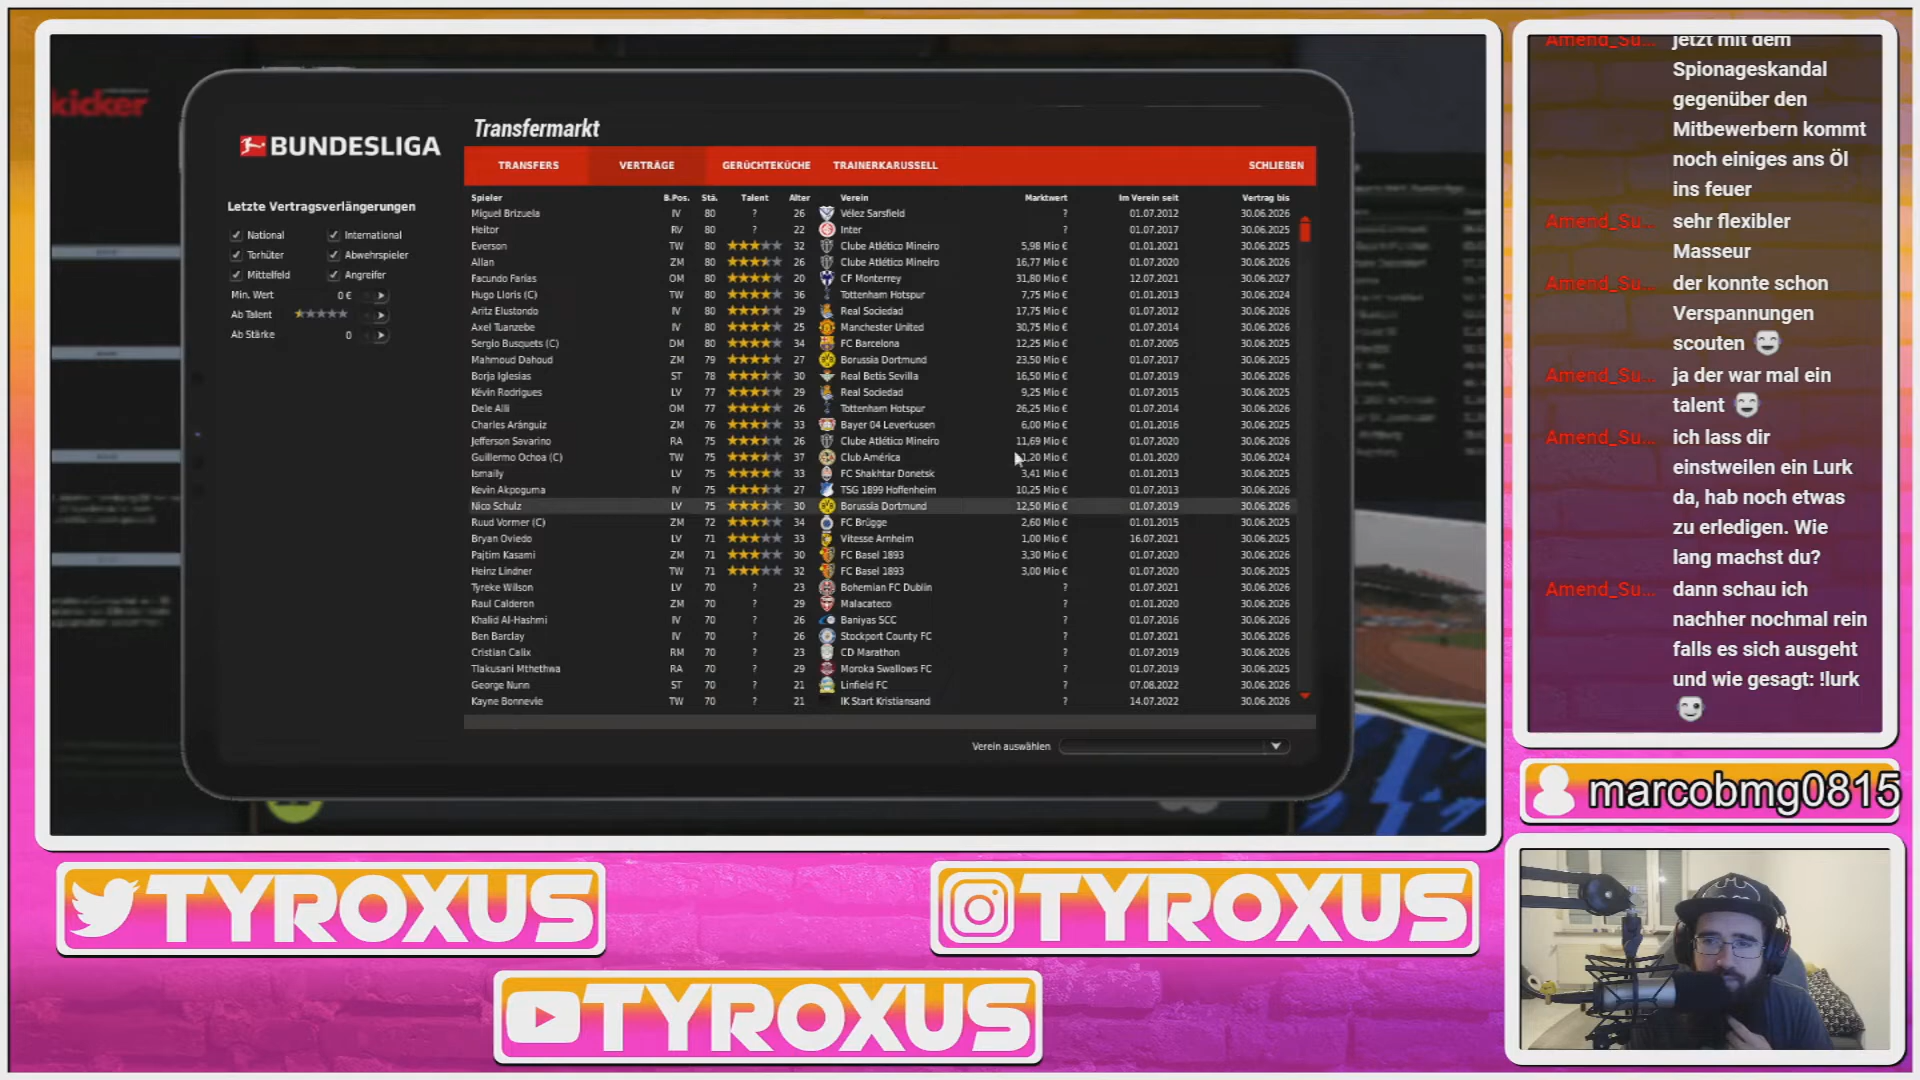 kicker
BUNDESLIGA
Transfermarkt
TRANSFERS VERTRÄGE GERÜCHTEKÜCHE TRAINERKARUSSELL SCHLIEßEN
Letzte Vertragsverlängerungen
National International
Torhüter Abwehrspieler
Mittelfeld Angreifer
Min. Wert 0 €
Ab Talent
Ab Stärke 0
Spieler B.Pos. Stä. Talent Alter Verein Marktwert Im Verein seit Vertrag bis
Miguel Brizuela IV 80 ? 26 Vélez Sarsfield ? 01.07.2012 30.06.2026
Heitor RV 80 ? 22 Inter ? 01.07.2017 30.06.2025
Everson TW 80 32 Clube Atlético Mineiro 5,98 Mio € 01.01.2021 30.06.2025
Allan ZM 80 26 Clube Atlético Mineiro 16,77 Mio € 01.07.2020 30.06.2026
Facundo Farias OM 80 20 CF Monterrey 31,80 Mio € 12.07.2021 30.06.2027
Hugo Lloris (C) TW 80 36 Tottenham Hotspur 7,75 Mio € 01.01.2013 30.06.2024
Aritz Elustondo IV 80 29 Real Sociedad 17,75 Mio € 01.07.2012 30.06.2026
Axel Tuanzebe IV 80 25 Manchester United 30,75 Mio € 01.07.2014 30.06.2026
Sergio Busquets (C) DM 80 34 FC Barcelona 12,25 Mio € 01.07.2005 30.06.2025
Mahmoud Dahoud ZM 79 27 Borussia Dortmund 23,50 Mio € 01.07.2017 30.06.2026
Borja Iglesias ST 78 30 Real Betis Sevilla 16,50 Mio € 01.07.2019 30.06.2026
Kévin Rodrigues LV 77 29 Real Sociedad 9,25 Mio € 01.07.2015 30.06.2025
Dele Alli OM 77 26 Tottenham Hotspur 26,25 Mio € 01.07.2014 30.06.2026
Charles Aránguiz ZM 76 33 Bayer 04 Leverkusen 6,00 Mio € 01.01.2016 30.06.2025
Jefferson Savarino RA 75 26 Clube Atlético Mineiro 11,69 Mio € 01.07.2020 30.06.2026
Guillermo Ochoa (C) TW 75 37 Club América 1,20 Mio € 01.01.2020 30.06.2024
Ismaily LV 75 33 FC Shakhtar Donetsk 3,41 Mio € 01.01.2013 30.06.2025
Kevin Akpoguma IV 75 27 TSG 1899 Hoffenheim 10,25 Mio € 01.07.2013 30.06.2026
Nico Schulz LV 75 30 Borussia Dortmund 12,50 Mio € 01.07.2019 30.06.2026
Ruud Vormer (C) ZM 72 34 FC Brügge 2,60 Mio € 01.01.2015 30.06.2025
Bryan Oviedo LV 71 33 Vitesse Arnheim 1,00 Mio € 16.07.2021 30.06.2025
Pajtim Kasami ZM 71 30 FC Basel 1893 3,30 Mio € 01.07.2020 30.06.2026
Heinz Lindner TW 71 32 FC Basel 1893 3,00 Mio € 01.07.2020 30.06.2025
Tyreke Wilson LV 70 ? 23 Bohemian FC Dublin ? 01.07.2021 30.06.2026
Raul Calderon ZM 70 ? 29 Malacateco ? 01.01.2020 30.06.2026
Khalid Al-Hashmi IV 70 ? 26 Baniyas SCC ? 01.07.2016 30.06.2026
Ben Barclay IV 70 ? 26 Stockport County FC ? 01.07.2021 30.06.2026
Cristian Calix RM 70 ? 23 CD Marathon ? 01.07.2019 30.06.2026
Tlakusani Mthethwa RA 70 ? 29 Moroka Swallows FC ? 01.07.2019 30.06.2025
George Nunn ST 70 ? 21 Linfield FC ? 07.08.2022 30.06.2026
Kayne Bonnevie TW 70 ? 21 IK Start Kristiansand ? 14.07.2022 30.06.2026
Verein auswählen
Amend_Su... jetzt mit dem
Spionageskandal
gegenüber den
Mitbewerbern kommt
noch einiges ans Öl
ins feuer
Amend_Su... sehr flexibler
Masseur
Amend_Su... der konnte schon
Verspannungen
scouten
Amend_Su... ja der war mal ein
talent
Amend_Su... ich lass dir
einstweilen ein Lurk
da, hab noch etwas
zu erledigen. Wie
lang machst du?
Amend_Su... dann schau ich
nachher nochmal rein
falls es sich ausgeht
und wie gesagt: !lurk
marcobmg0815
TYROXUS
TYROXUS
TYROXUS